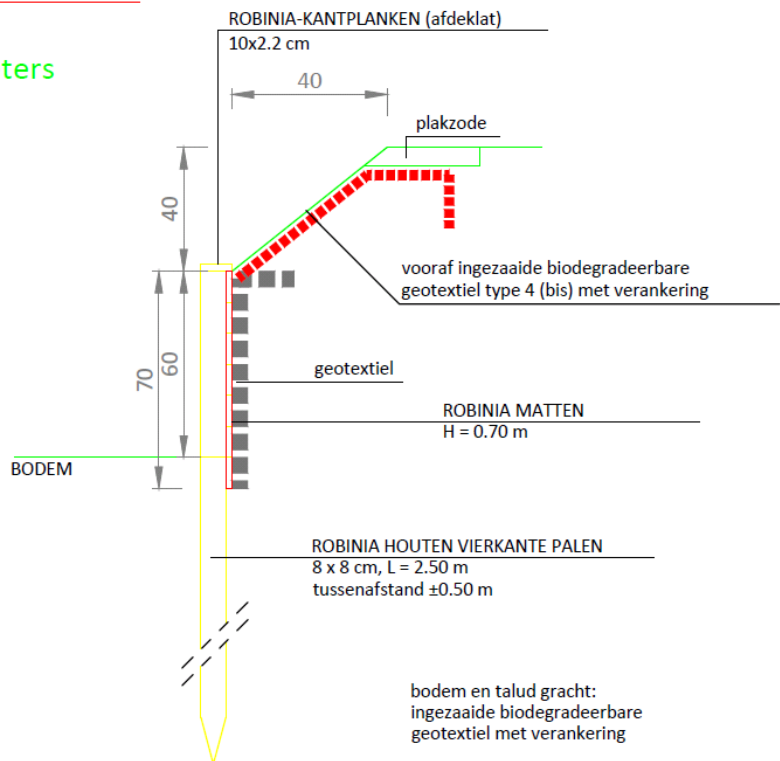 ROBINIA-KANTPLANKEN (afdeklat)
10x2.2 cm
ters
40
plakzode
40
vooraf ingezaaide biodegradeerbare
geotextiel type 4 (bis) met verankering
70
60
geotextiel
ROBINIA MATTEN
H = 0.70 m
BODEM
ROBINIA HOUTEN VIERKANTE PALEN
8 x 8 cm, L = 2.50 m
tussenafstand ±0.50 m
bodem en talud gracht:
ingezaaide biodegradeerbare
geotextiel met verankering